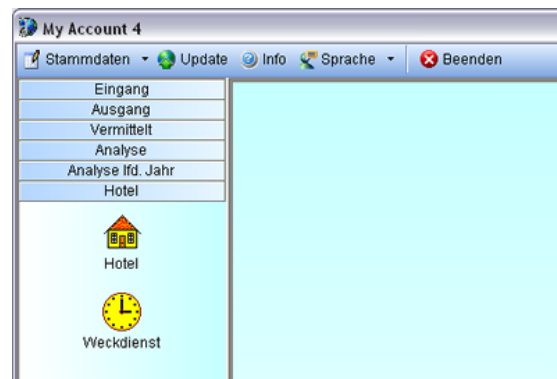 My Account 4
Stammdaten Update Info Sprache Beenden
Eingang
Ausgang
Vermittelt
Analyse
Analyse lfd. Jahr
Hotel
Hotel
Weckdienst